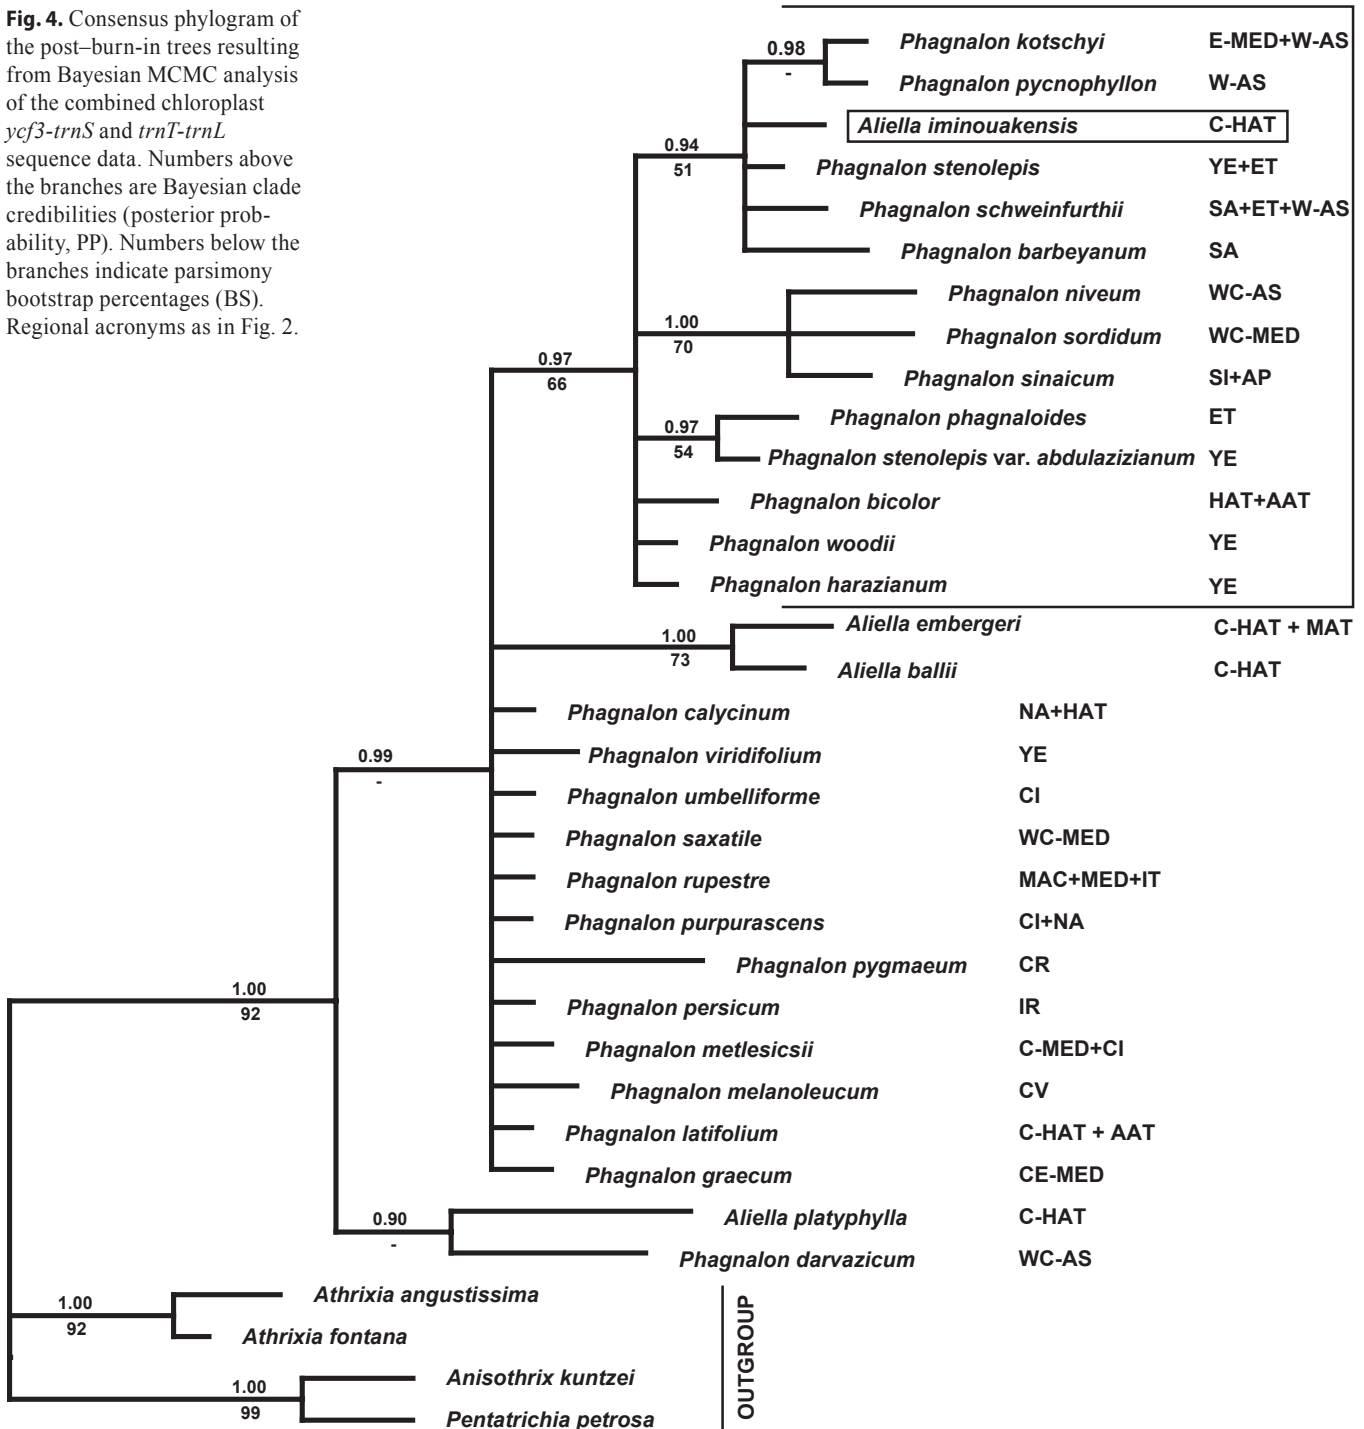 Fig. 4. Consensus phylogram of
the post–burn-in trees resulting
from Bayesian MCMC analysis
of the combined chloroplast
ycf3-trnS and trnT-trnL
sequence data. Numbers above
the branches are Bayesian clade
credibilities (posterior prob-
ability, PP). Numbers below the
branches indicate parsimony
bootstrap percentages (BS).
Regional acronyms as in Fig. 2.
0.98
-
Phagnalon kotschyi E-MED+W-AS
Phagnalon pycnophyllon W-AS
Aliella iminouakensis C-HAT
0.94
51
Phagnalon stenolepis YE+ET
Phagnalon schweinfurthii SA+ET+W-AS
Phagnalon barbeyanum SA
Phagnalon niveum WC-AS
1.00
70
Phagnalon sordidum WC-MED
Phagnalon sinaicum SI+AP
0.97
66
Phagnalon phagnaloides ET
0.97
54
Phagnalon stenolepis var. abdulazizianum YE
Phagnalon bicolor HAT+AAT
Phagnalon woodii YE
Phagnalon harazianum YE
Aliella embergeri C-HAT + MAT
1.00
73
Aliella ballii C-HAT
Phagnalon calycinum NA+HAT
Phagnalon viridifolium YE
0.99
-
Phagnalon umbelliforme CI
Phagnalon saxatile WC-MED
Phagnalon rupestre MAC+MED+IT
Phagnalon purpurascens CI+NA
Phagnalon pygmaeum CR
1.00
92
Phagnalon persicum IR
Phagnalon metlesicsii C-MED+CI
Phagnalon melanoleucum CV
Phagnalon latifolium C-HAT + AAT
Phagnalon graecum CE-MED
0.90
-
Aliella platyphylla C-HAT
Phagnalon darvazicum WC-AS
1.00
92
Athrixia angustissima
Athrixia fontana
1.00
99
Anisothrix kuntzei
Pentatrichia petrosa
OUTGROUP